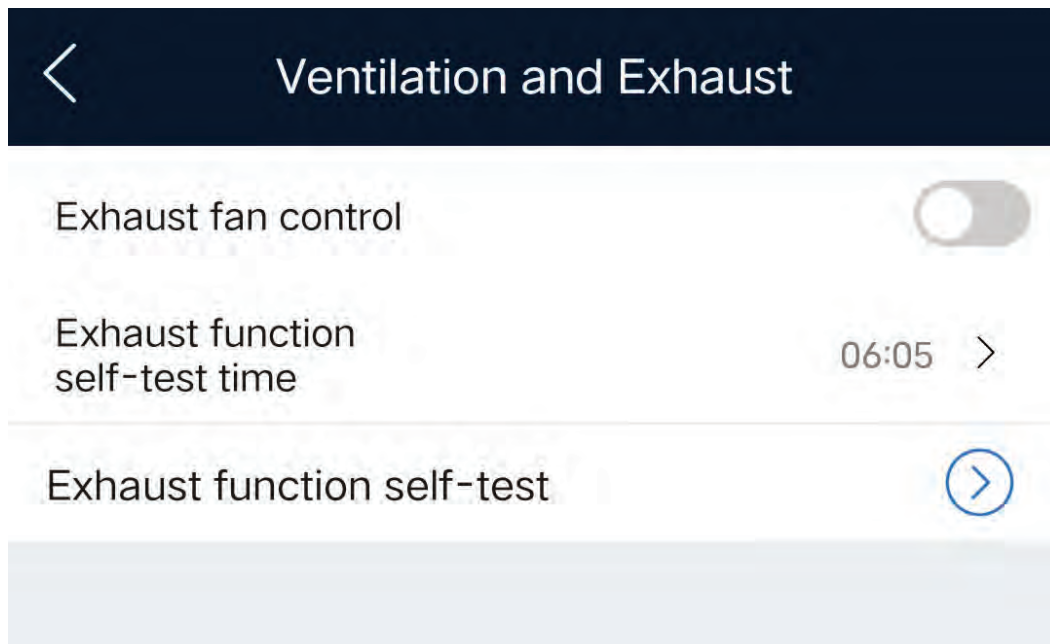 Ventilation and Exhaust
Exhaust fan control
Exhaust function
self-test time
06:05
Exhaust function self-test